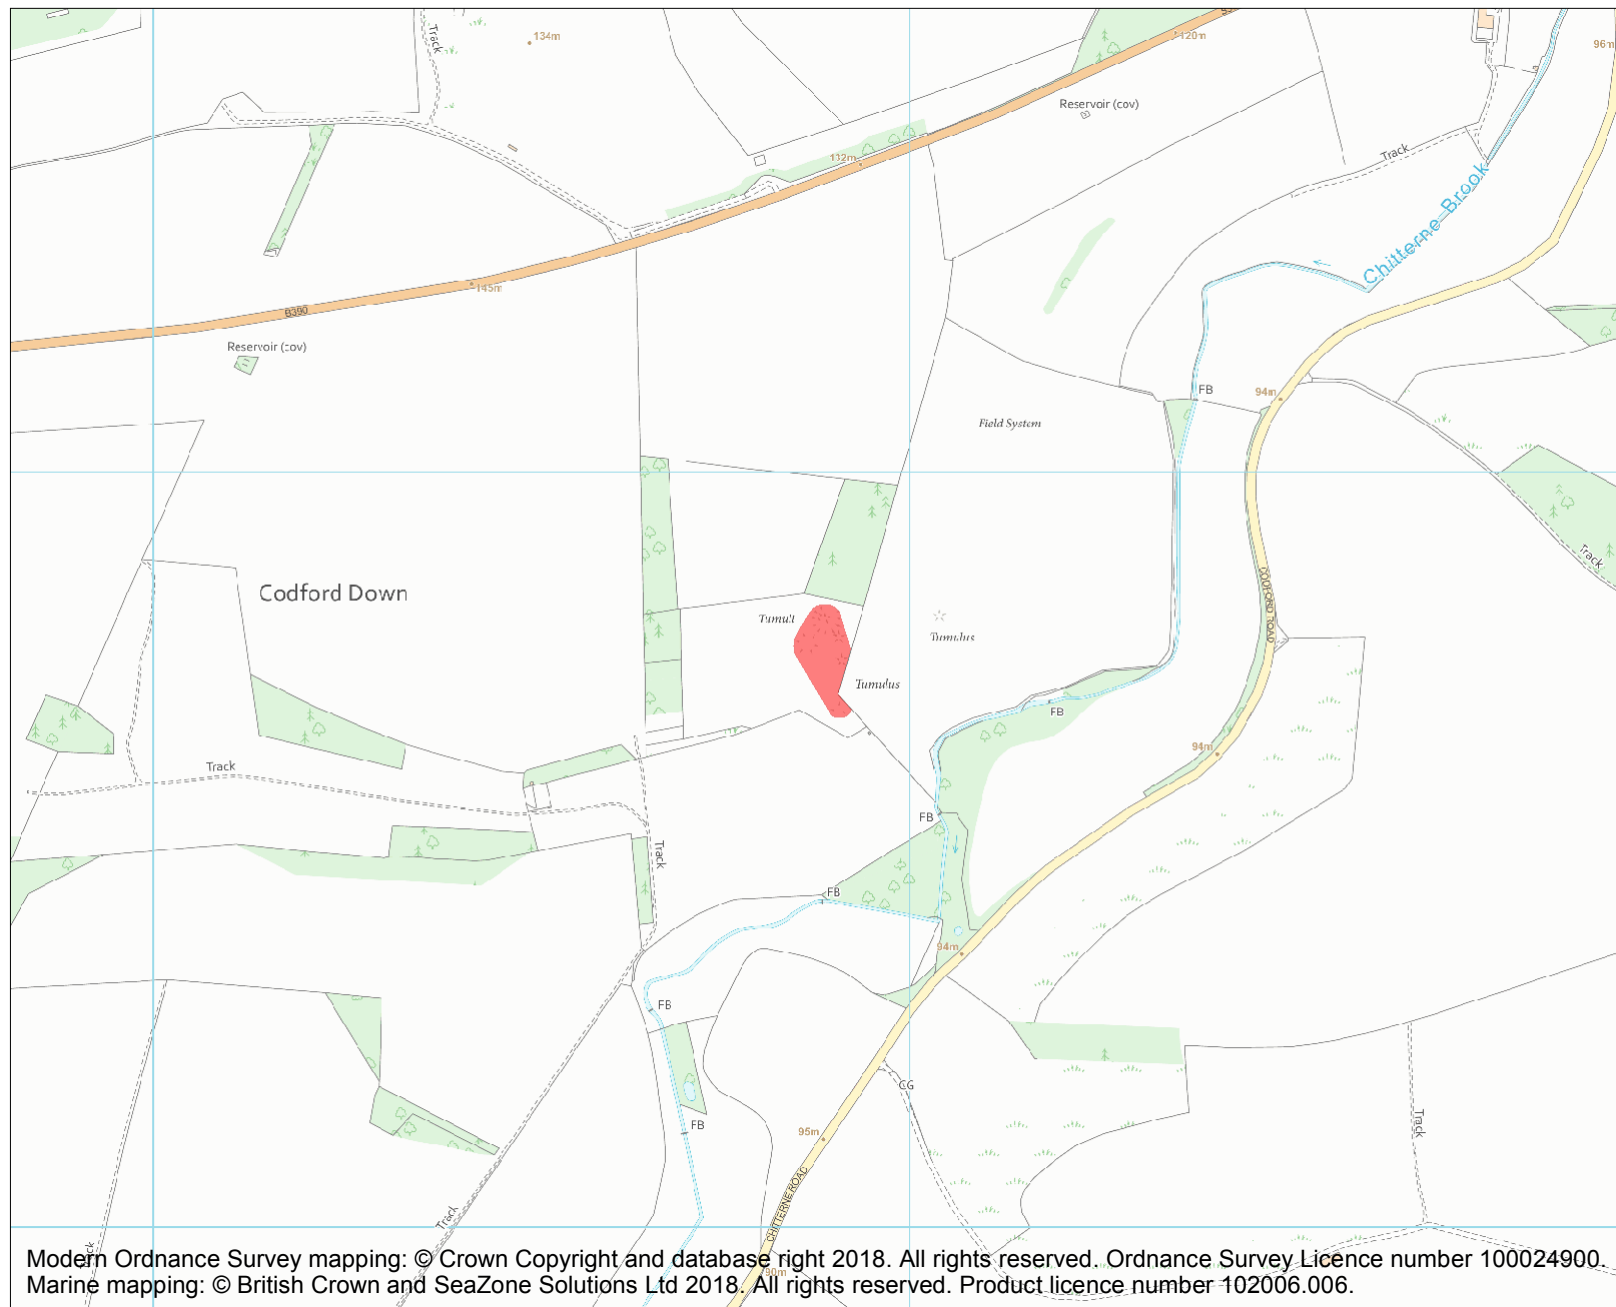 Track
134m
120m
96m
Reservoir (cov)
132m
Track
Chitterne Brook
145m
B390
Reservoir (cov)
FB
94m
Field System
Track
Codford Down
CODFORD ROAD
Tumuli
Tumulus
Tumulus
FB
94m
Track
FB
Track
FB
94m
FB
CG
FB
95m
Track
CHITTERNE ROAD
Track
Track
90m
Modern Ordnance Survey mapping: © Crown Copyright and database right 2018. All rights reserved. Ordnance Survey Licence number 100024900.
Marine mapping: © British Crown and SeaZone Solutions Ltd 2018. All rights reserved. Product licence number 102006.006.